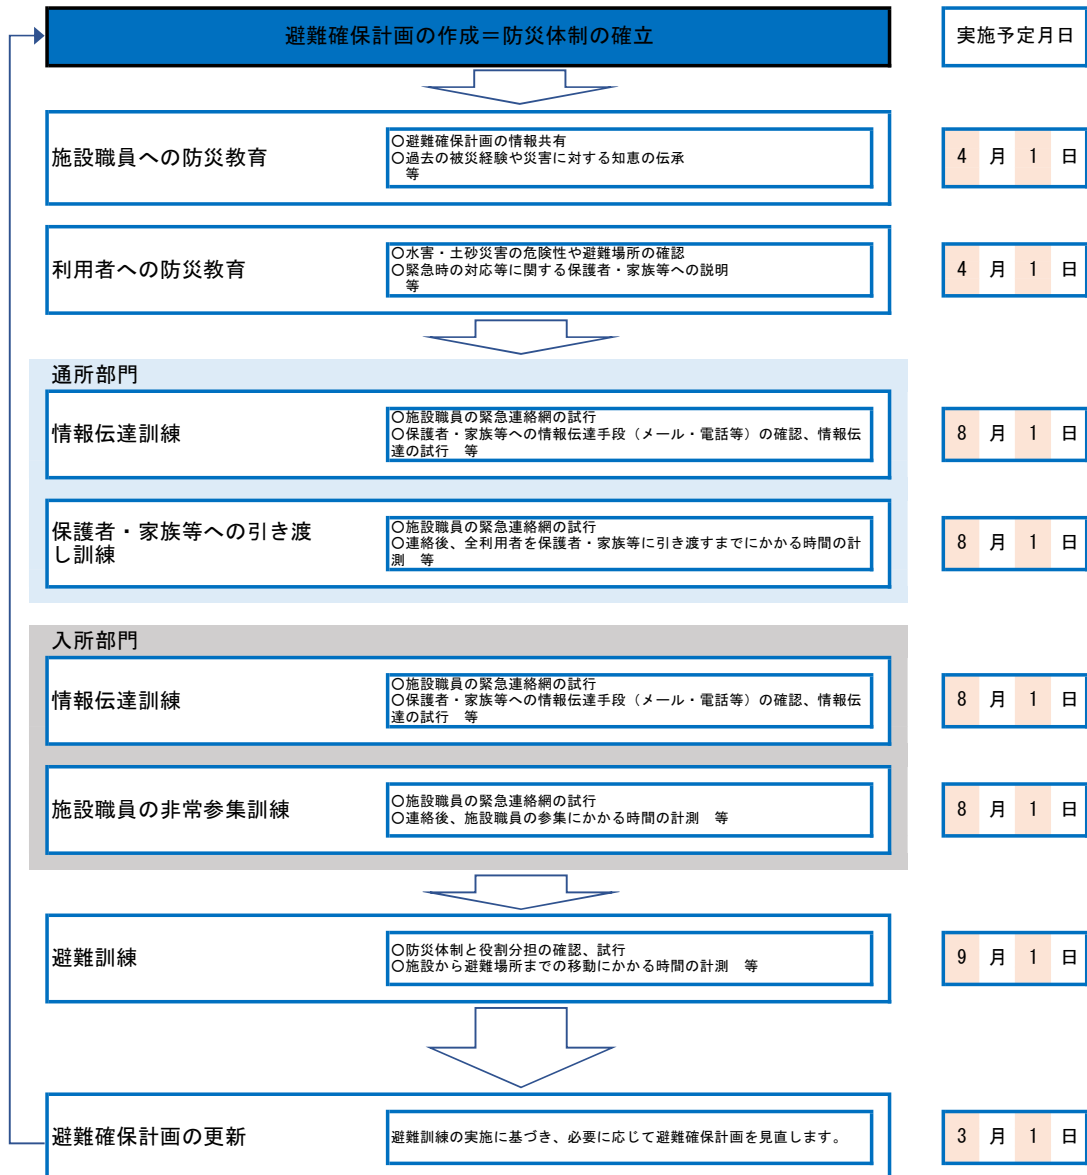 避難確保計画の作成＝防災体制の確立
実施予定月日
施設職員への防災教育
〇避難確保計画の情報共有
〇過去の被災経験や災害に対する知恵の伝承
等
4 月 1 日
利用者への防災教育
〇水害・土砂災害の危険性や避難場所の確認
〇緊急時の対応等に関する保護者・家族等への説明
等
4 月 1 日
通所部門
情報伝達訓練
〇施設職員の緊急連絡網の試行
〇保護者・家族等への情報伝達手段（メール・電話等）の確認、情報伝
達の試行　等
8 月 1 日
保護者・家族等への引き渡
し訓練
〇施設職員の緊急連絡網の試行
〇連絡後、全利用者を保護者・家族等に引き渡すまでにかかる時間の計
測　等
8 月 1 日
入所部門
情報伝達訓練
〇施設職員の緊急連絡網の試行
〇保護者・家族等への情報伝達手段（メール・電話等）の確認、情報伝
達の試行　等
8 月 1 日
施設職員の非常参集訓練
〇施設職員の緊急連絡網の試行
〇連絡後、施設職員の参集にかかる時間の計測　等
8 月 1 日
避難訓練
〇防災体制と役割分担の確認、試行
〇施設から避難場所までの移動にかかる時間の計測　等
9 月 1 日
避難確保計画の更新
避難訓練の実施に基づき、必要に応じて避難確保計画を見直します。
3 月 1 日